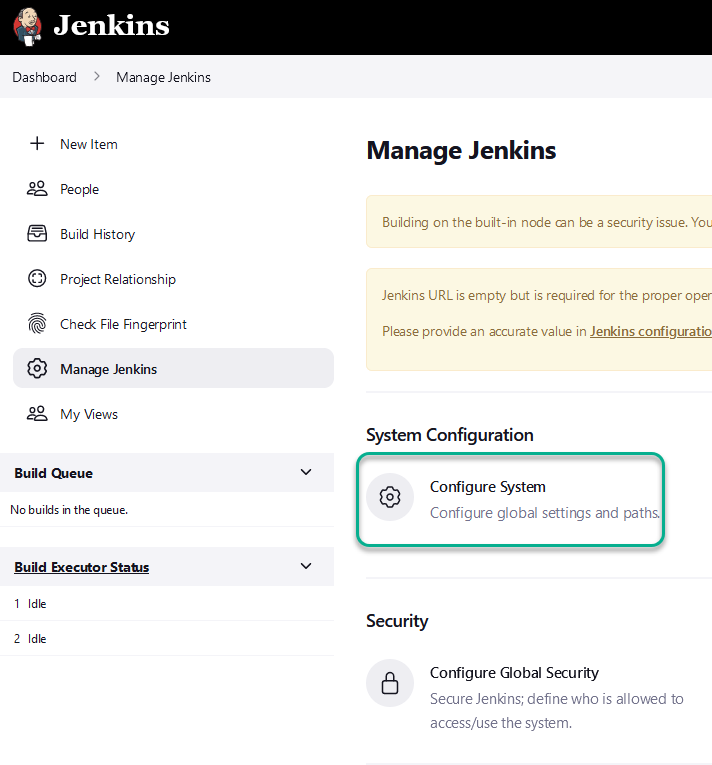 Jenkins
Dashboard
Manage Jenkins
New Item
People
Build History
Project Relationship
Check File Fingerprint
Manage Jenkins
My Views
Build Queue
No builds in the queue.
Build Executor Status
1 Idle
2 Idle
Manage Jenkins
Building on the built-in node can be a security issue. You
Jenkins URL is empty but is required for the proper oper
Please provide an accurate value in Jenkins configuratio
System Configuration
Configure System
Configure global settings and paths.
Security
Configure Global Security
Secure Jenkins; define who is allowed to
access/use the system.